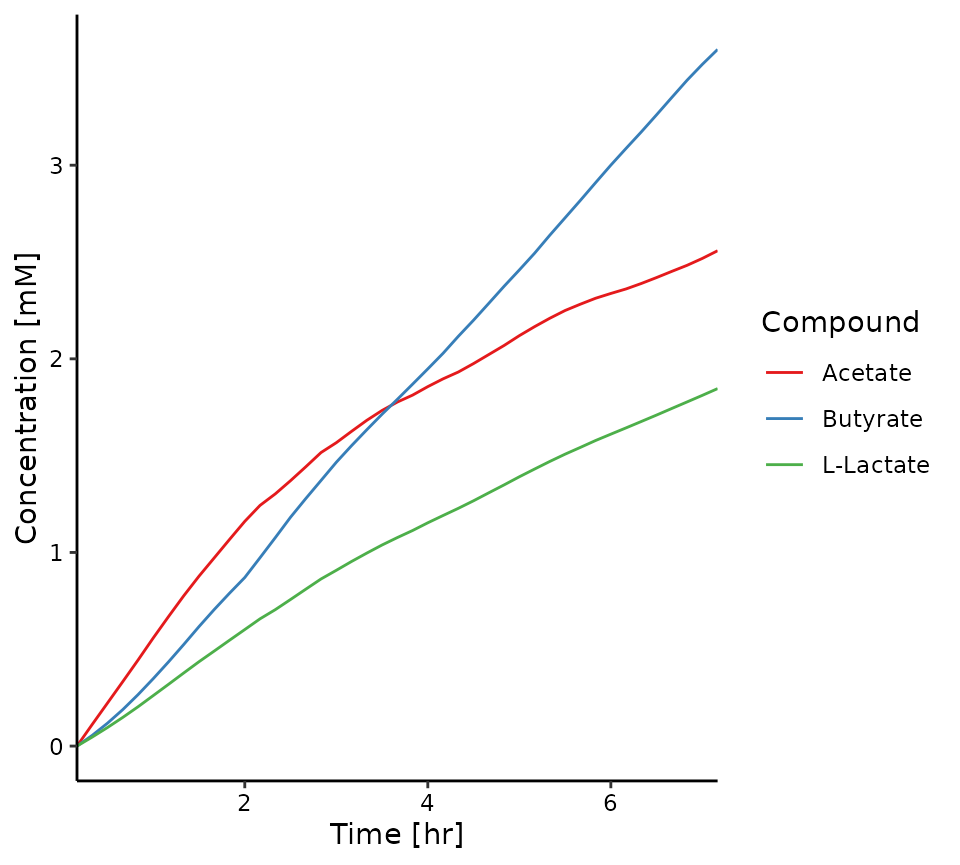 Concentration [mM]
3
2
1
0
2 4 6
Time [hr]
Compound
Acetate
Butyrate
L-Lactate